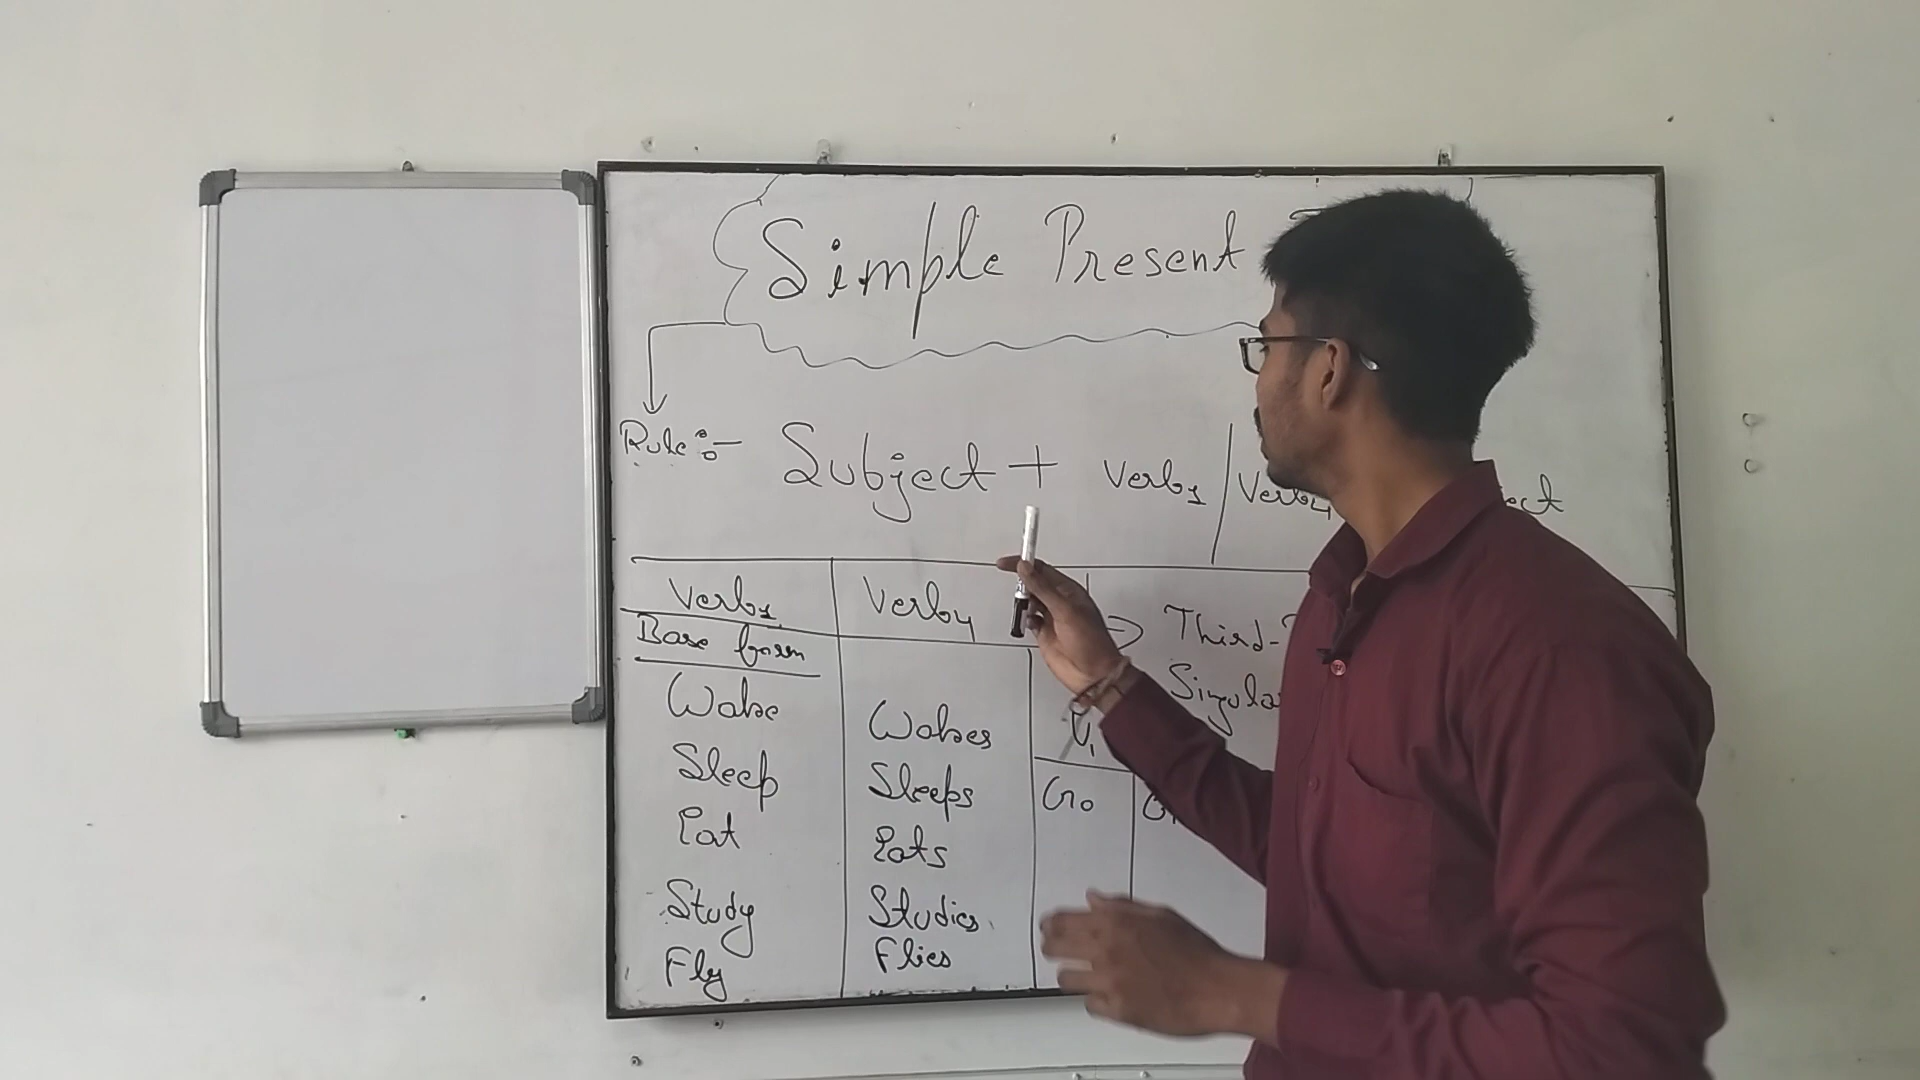 Simple Present
Rule:- Subject + Verb1 / Verb4
Verb1
Verb4
Base form
Third-
Wake
Wakes
V1
Sleep
Sleeps
Go
Eat
Eats
Study
Studies
Fly
Flies